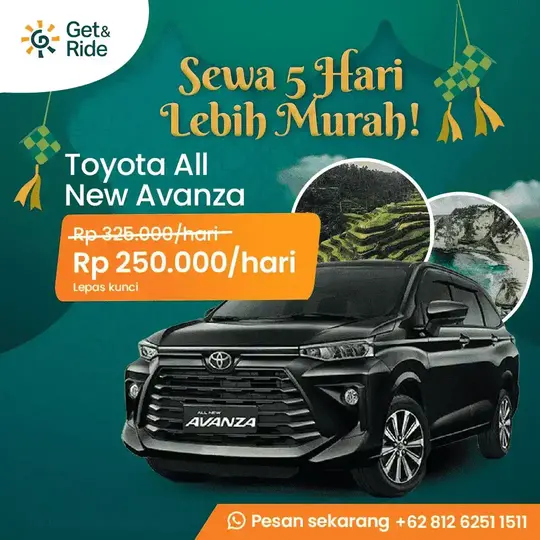 Get&
Ride
Sewa 5 Hari
Lebih Murah!
Toyota All
New Avanza
Rp 325.000/hari
Rp 250.000/hari
Lepas kunci
ALL NEW
AVANZA
Pesan sekarang +62 812 6251 1511